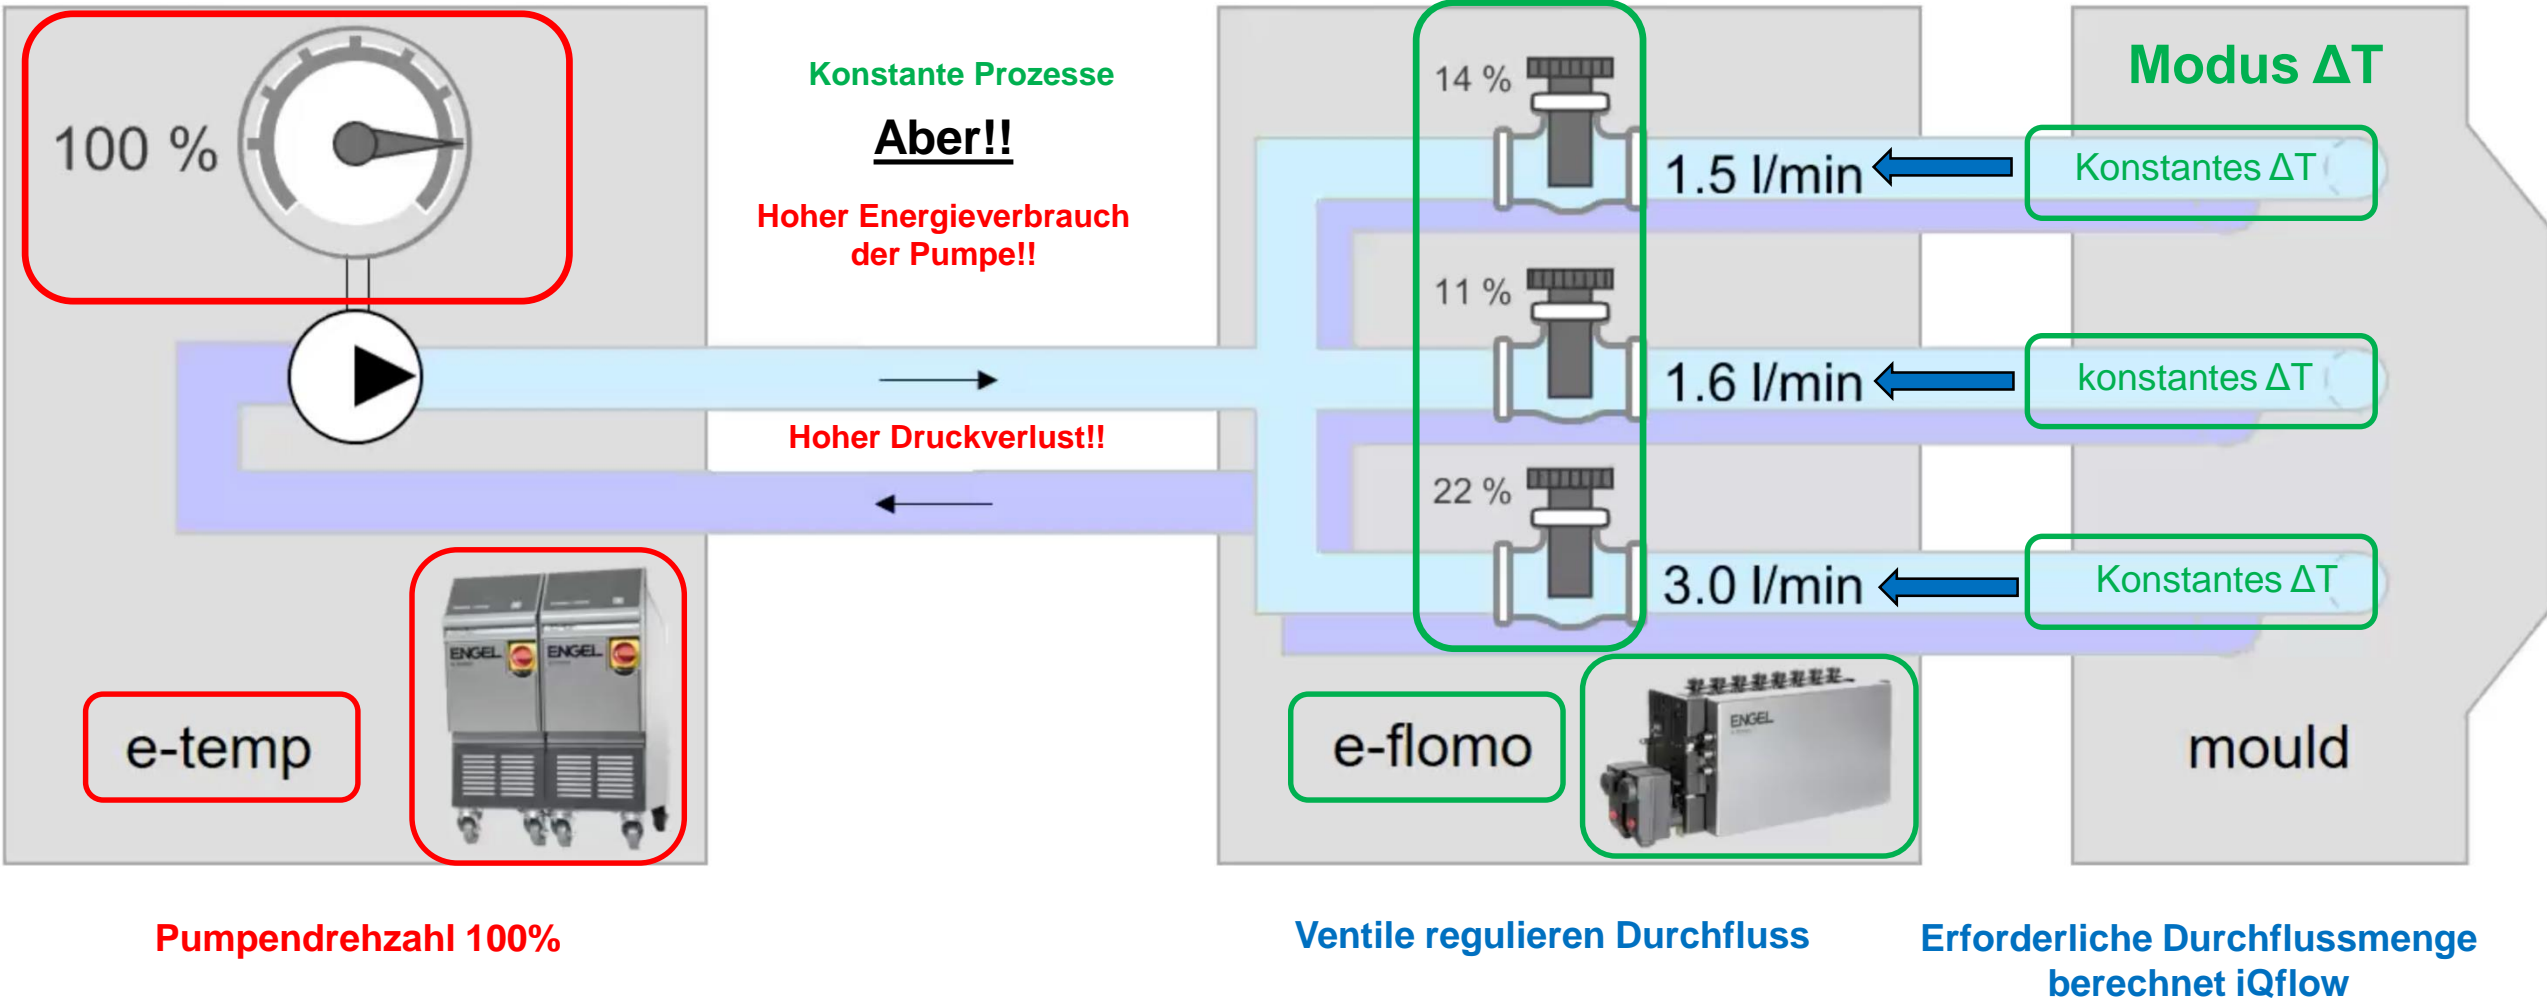 100 %
Konstante Prozesse
Aber!!
Hoher Energieverbrauch
der Pumpe!!
Hoher Druckverlust!!
14 %
11 %
22 %
1.5 l/min
1.6 l/min
3.0 l/min
Modus ΔT
Konstantes ΔT
konstantes ΔT
Konstantes ΔT
ENGEL
ENGEL
e-temp
e-flomo
ENGEL
mould
Pumpendrehzahl 100%
Ventile regulieren Durchfluss
Erforderliche Durchflussmenge
berechnet iQflow